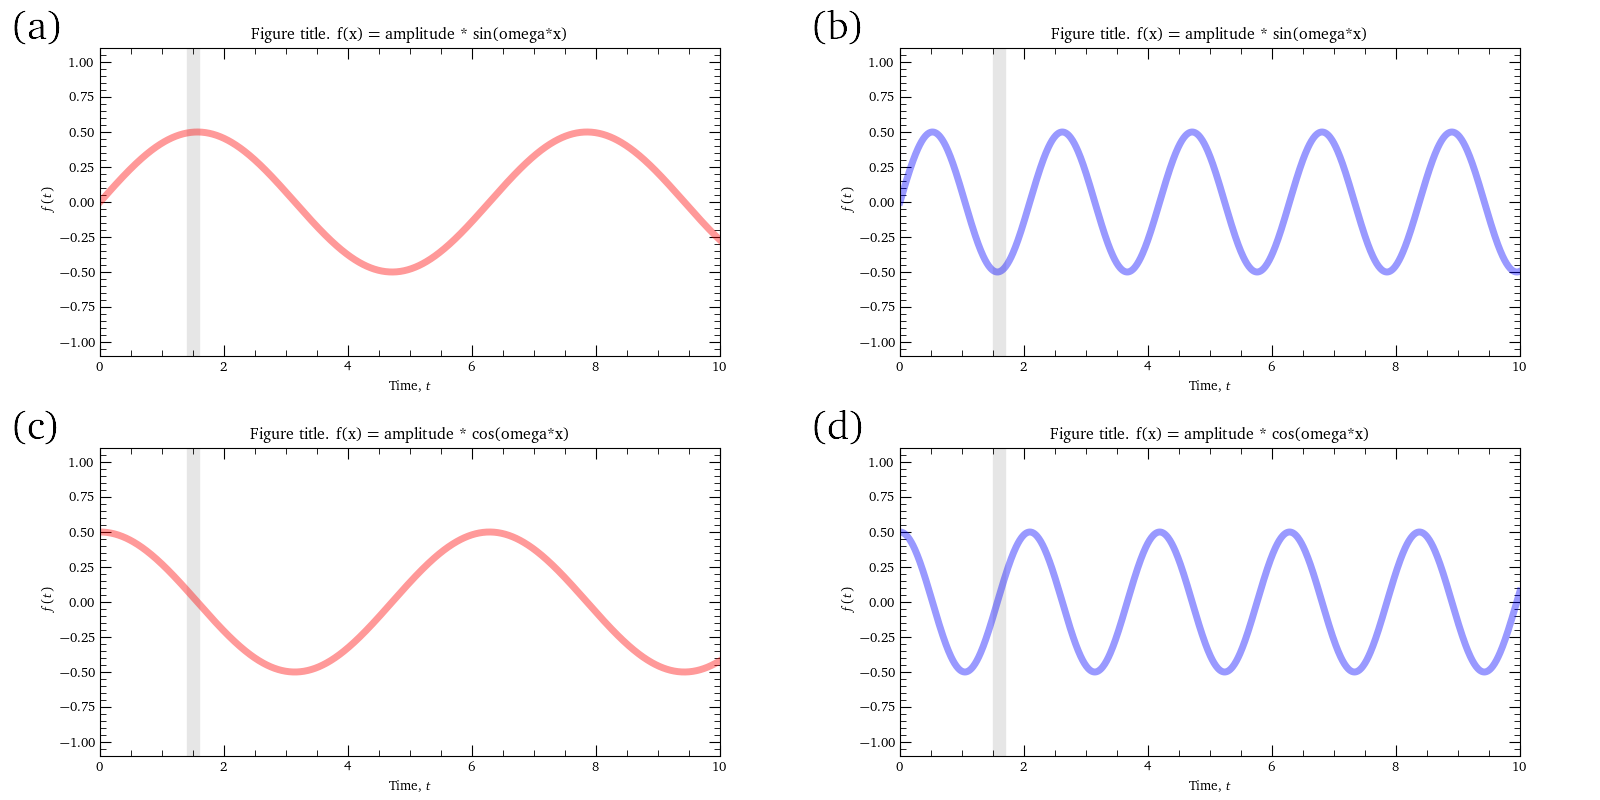 (a)
Figure title. f(x) = amplitude * sin(omega*x)
1.00
0.75
0.50
0.25
0.00
−0.25
−0.50
−0.75
−1.00
f(t)
0 2 4 6 8 10
Time, t
(b)
Figure title. f(x) = amplitude * sin(omega*x)
1.00
0.75
0.50
0.25
0.00
−0.25
−0.50
−0.75
−1.00
f(t)
0 2 4 6 8 10
Time, t
(c)
Figure title. f(x) = amplitude * cos(omega*x)
1.00
0.75
0.50
0.25
0.00
−0.25
−0.50
−0.75
−1.00
f(t)
0 2 4 6 8 10
Time, t
(d)
Figure title. f(x) = amplitude * cos(omega*x)
1.00
0.75
0.50
0.25
0.00
−0.25
−0.50
−0.75
−1.00
f(t)
0 2 4 6 8 10
Time, t